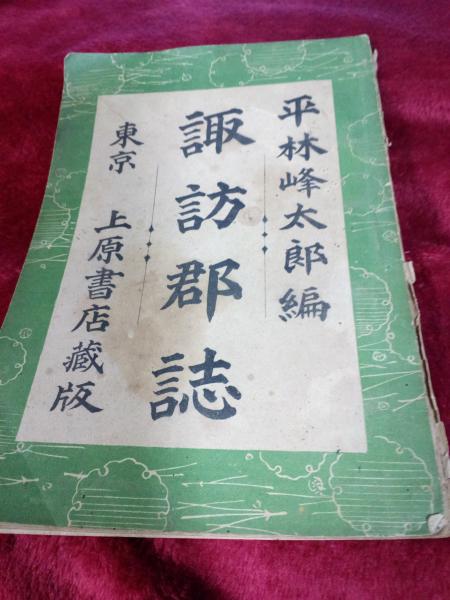 平林峰太郎編
諏訪郡誌
東京 上原書店藏版